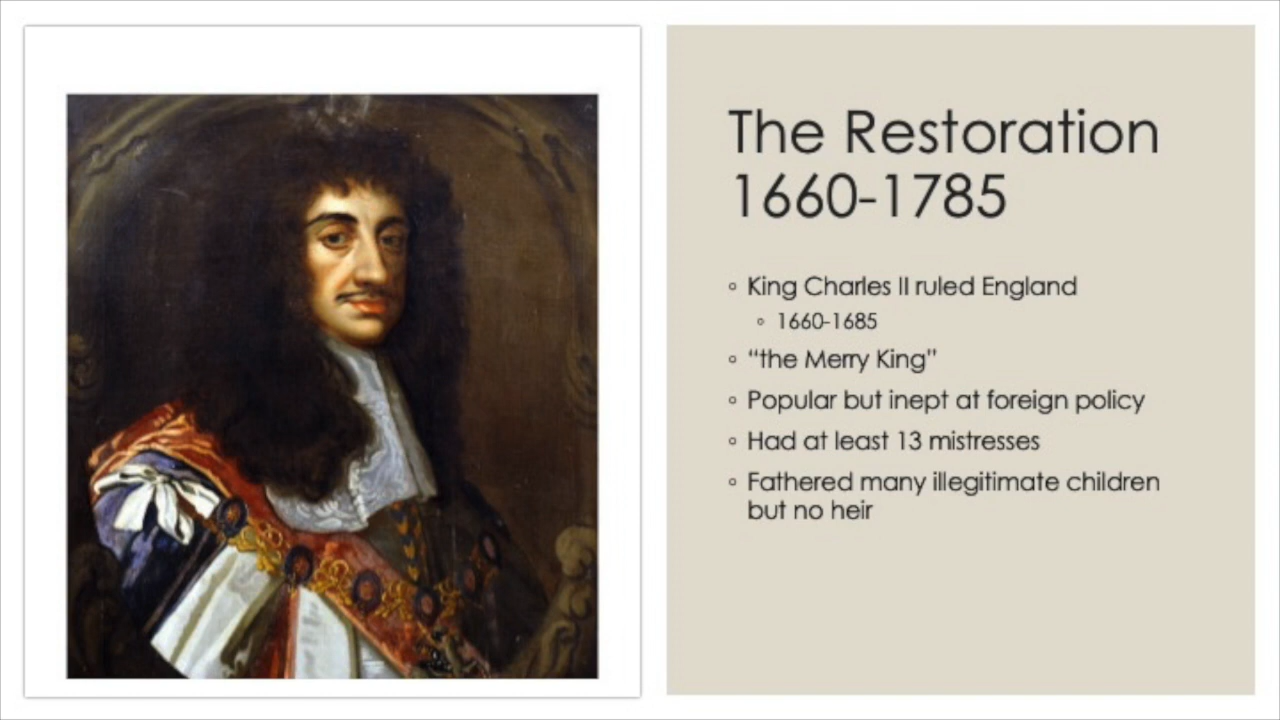 The Restoration
1660-1785
◦ King Charles II ruled England
◦ 1660-1685
◦ “the Merry King”
◦ Popular but inept at foreign policy
◦ Had at least 13 mistresses
◦ Fathered many illegitimate children
but no heir